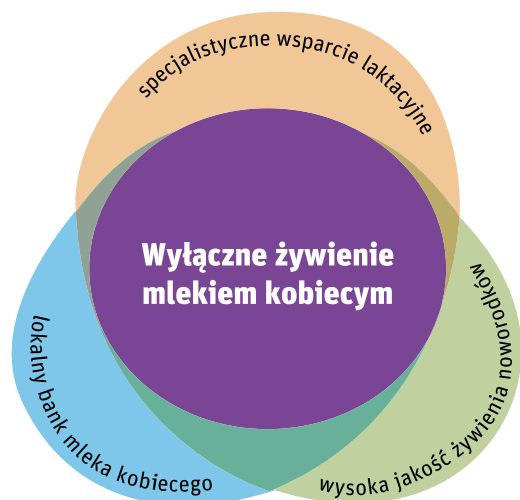 specjalistyczne wsparcie laktacyjne
Wyłączne żywienie
mlekiem kobiecym
lokalny bank mleka kobiecego
wysoka jakość żywienia noworodków